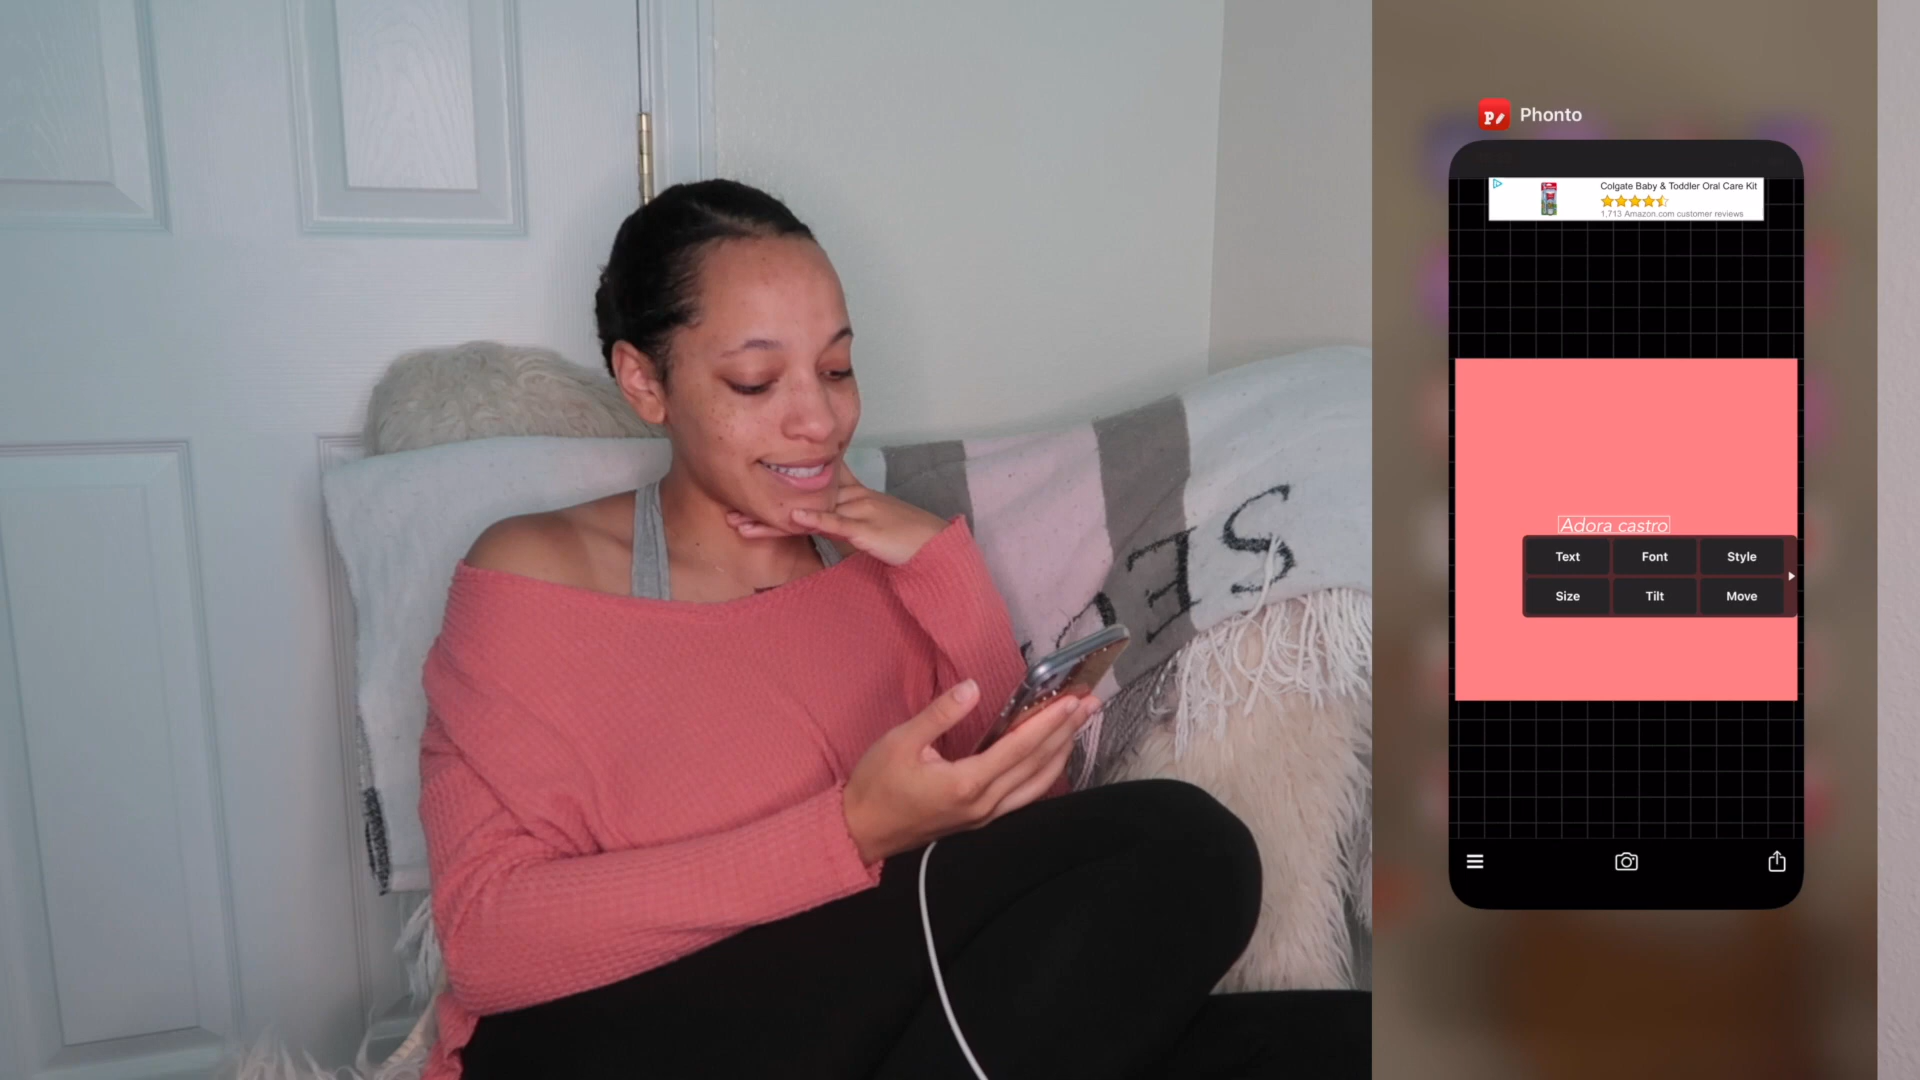 Phonto
Colgate Baby & Toddler Oral Care Kit
1,713 Amazon.com customer reviews
Adora castro
Text Font Style
Size Tilt Move